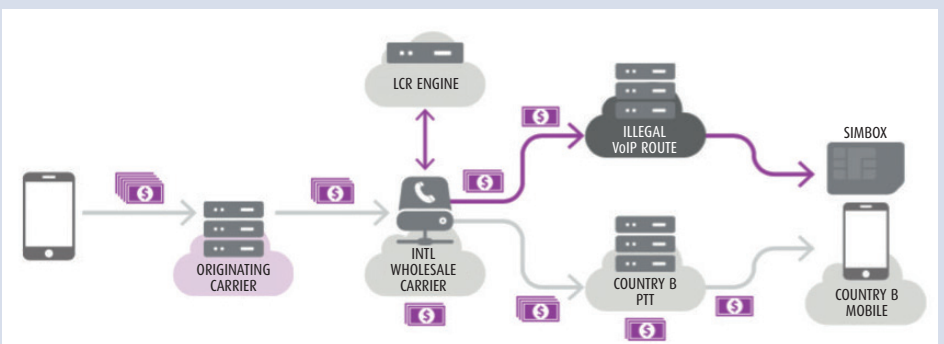 LCR ENGINE
ILLEGAL
VoIP ROUTE
SIMBOX
$
$
$
$
$
ORIGINATING
CARRIER
INTL
WHOLESALE
CARRIER
$
$
COUNTRY B
PTT
$
$
COUNTRY B
MOBILE